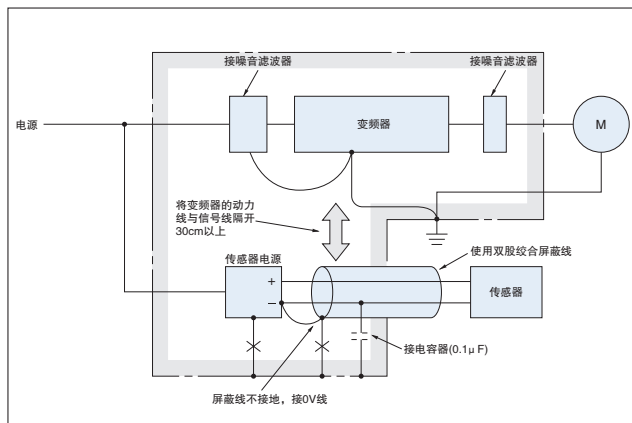 接噪音滤波器
接噪音滤波器
电源
变频器
M
将变频器的动力
线与信号线隔开
30cm以上
使用双股绞合屏蔽线
传感器电源
+
−
传感器
接电容器(0.1μF)
屏蔽线不接地，接0V线